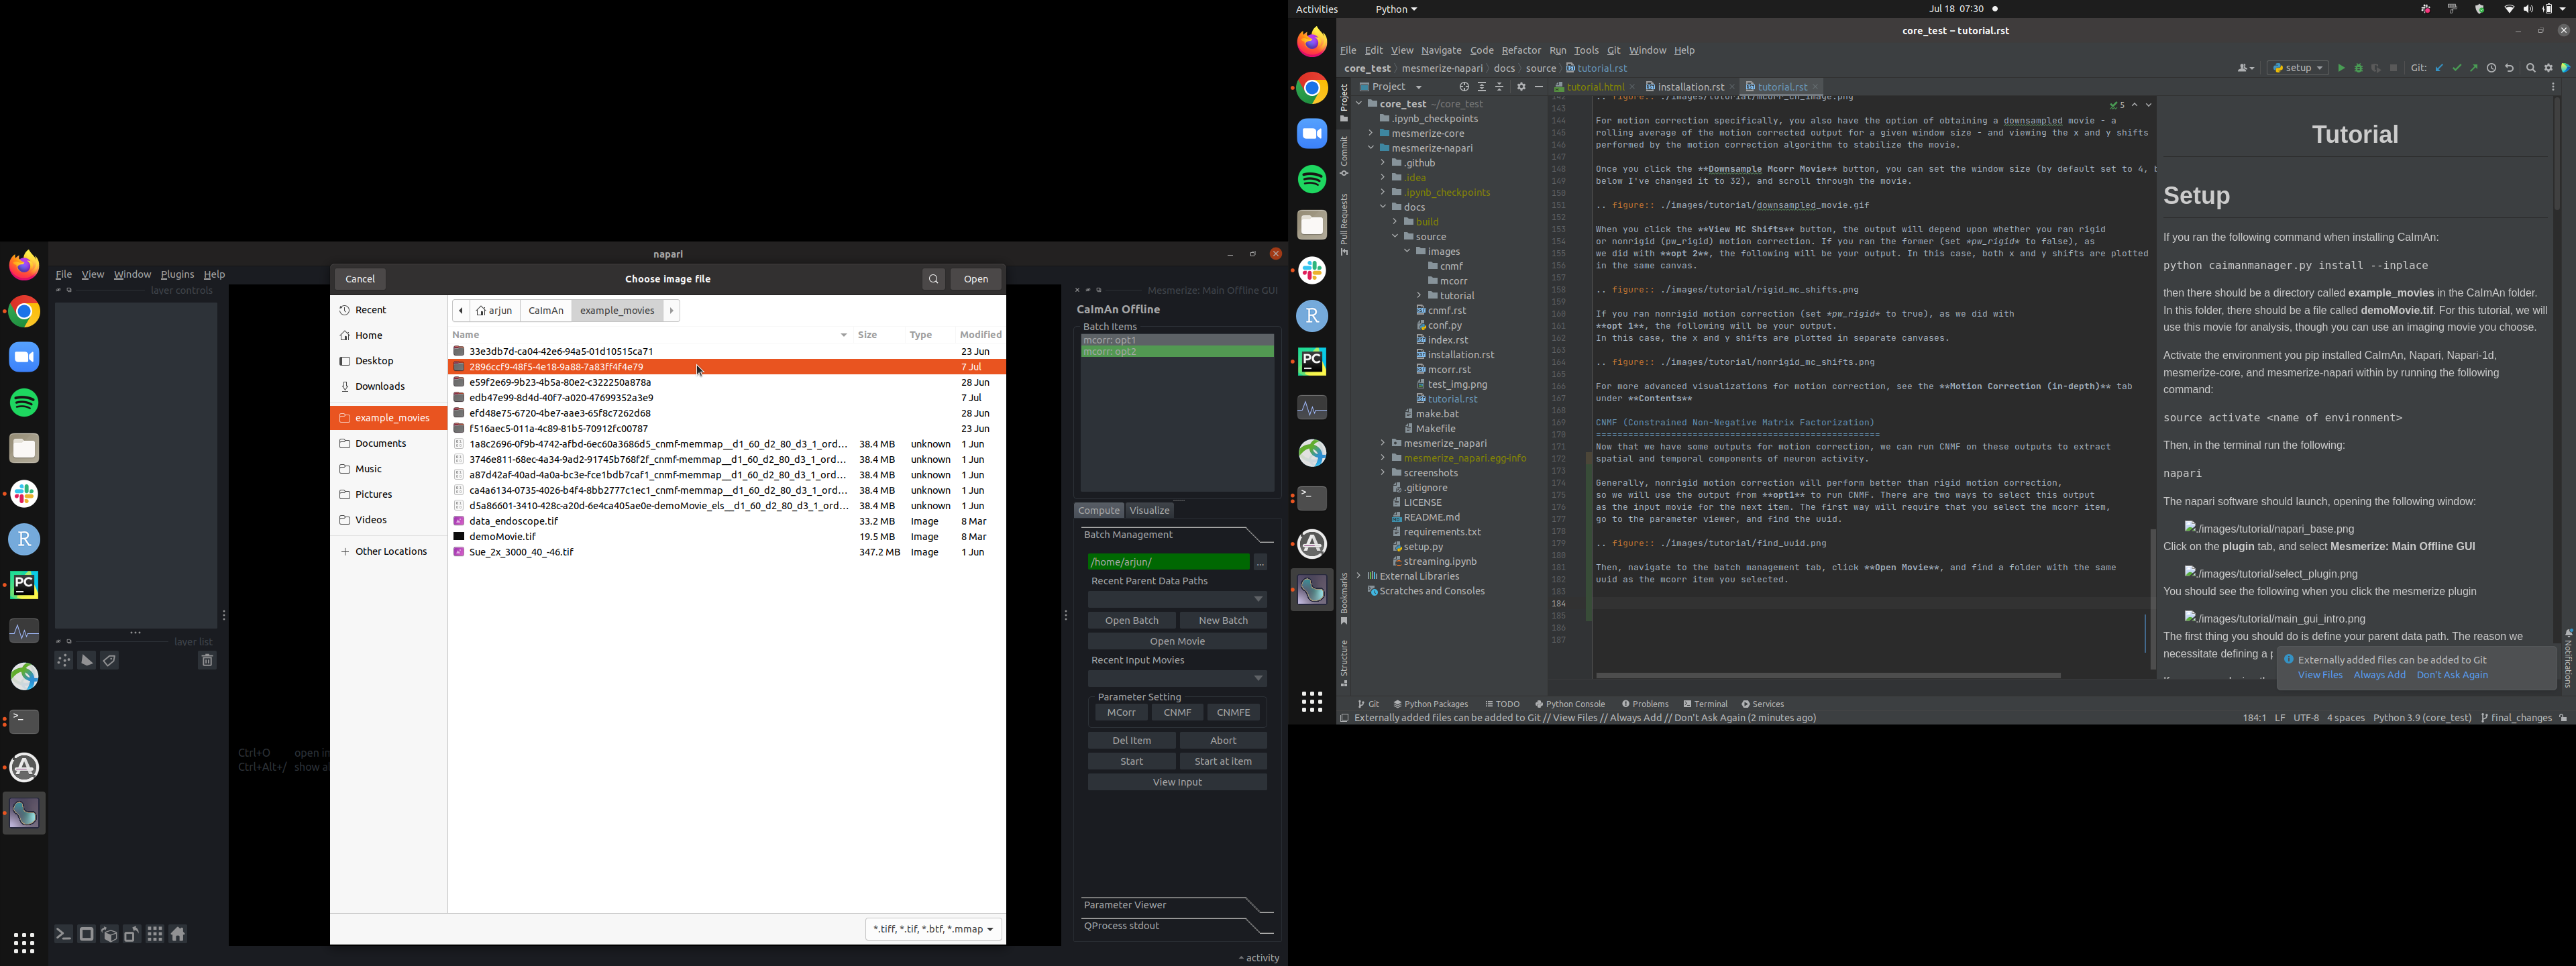 Activities
Python
Jul 18 07:30
core_test – tutorial.rst
File Edit View Navigate Code Refactor Run Tools Git Window Help
core_test mesmerize-napari docs source tutorial.rst
setup
Git:
Project
tutorial.html
installation.rst
tutorial.rst
Project
Commit
Pull Requests
Bookmarks
Structure
Notifications
core_test ~/core_test
.ipynb_checkpoints
mesmerize-core
mesmerize-napari
.github
.idea
.ipynb_checkpoints
docs
build
source
images
cnmf
mcorr
tutorial
cnmf.rst
conf.py
index.rst
installation.rst
mcorr.rst
test_img.png
tutorial.rst
make.bat
Makefile
mesmerize_napari
mesmerize_napari.egg-info
screenshots
.gitignore
LICENSE
README.md
requirements.txt
setup.py
streaming.ipynb
External Libraries
Scratches and Consoles
5
142 .. figure:: ./images/tutorial/mcorr_cn_image.png
143
144 For motion correction specifically, you also have the option of obtaining a downsampled movie - a
145 rolling average of the motion corrected output for a given window size - and viewing the x and y shifts
146 performed by the motion correction algorithm to stabilize the movie.
147
148 Once you click the **Downsample Mcorr Movie** button, you can set the window size (by default set to 4, b
149 below I've changed it to 32), and scroll through the movie.
150
151 .. figure:: ./images/tutorial/downsampled_movie.gif
152
153 When you click the **View MC Shifts** button, the output will depend upon whether you ran rigid
154 or nonrigid (pw_rigid) motion correction. If you ran the former (set *pw_rigid* to false), as
155 we did with **opt 2**, the following will be your output. In this case, both x and y shifts are plotted
156 in the same canvas.
157
158 .. figure:: ./images/tutorial/rigid_mc_shifts.png
159
160 If you ran nonrigid motion correction (set *pw_rigid* to true), as we did with
161 **opt 1**, the following will be your output.
162 In this case, the x and y shifts are plotted in separate canvases.
163
164 .. figure:: ./images/tutorial/nonrigid_mc_shifts.png
165
166 For more advanced visualizations for motion correction, see the **Motion Correction (in-depth)** tab
167 under **Contents**
168
169 CNMF (Constrained Non-Negative Matrix Factorization)
170 ================================================
171 Now that we have some outputs for motion correction, we can run CNMF on these outputs to extract
172 spatial and temporal components of neuron activity.
173
174 Generally, nonrigid motion correction will perform better than rigid motion correction,
175 so we will use the output from **opt1** to run CNMF. There are two ways to select this output
176 as the input movie for the next item. The first way will require that you select the mcorr item,
177 go to the parameter viewer, and find the uuid.
178
179 .. figure:: ./images/tutorial/find_uuid.png
180
181 Then, navigate to the batch management tab, click **Open Movie**, and find a folder with the same
182 uuid as the mcorr item you selected.
183
184
185
186
187
Tutorial
Setup
If you ran the following command when installing CaImAn:
python caimanmanager.py install --inplace
then there should be a directory called example_movies in the CaImAn folder.
In this folder, there should be a file called demoMovie.tif. For this tutorial, we will
use this movie for analysis, though you can use an imaging movie you choose.
Activate the environment you pip installed CaImAn, Napari, Napari-1d,
mesmerize-core, and mesmerize-napari within by running the following
command:
source activate <name of environment>
Then, in the terminal run the following:
napari
The napari software should launch, opening the following window:
./images/tutorial/napari_base.png
Click on the plugin tab, and select Mesmerize: Main Offline GUI
./images/tutorial/select_plugin.png
You should see the following when you click the mesmerize plugin
./images/tutorial/main_gui_intro.png
The first thing you should do is define your parent data path. The reason we
necessitate defining a p
Externally added files can be added to Git
View Files Always Add Don't Ask Again
Git Python Packages TODO Python Console Problems Terminal Services
Externally added files can be added to Git // View Files // Always Add // Don't Ask Again (2 minutes ago)
184:1 LF UTF-8 4 spaces Python 3.9 (core_test) final_changes
napari
File View Window Plugins Help
layer controls
layer list
Ctrl+O open im
Ctrl+Alt+/ show al
Cancel
Choose image file
Open
Recent
Home
Desktop
Downloads
example_movies
Documents
Music
Pictures
Videos
Other Locations
arjun CaImAn example_movies
Name Size Type Modified
33e3db7d-ca04-42e6-94a5-01d10515ca71 23 Jun
2896ccf9-48f5-4e18-9a88-7a83ff4f4e79 7 Jul
e59f2e69-9b23-4b5a-80e2-c322250a878a 28 Jun
edb47e99-8d4d-40f7-a020-47699352a3e9 7 Jul
efd48e75-6720-4be7-aae3-65f8c7262d68 28 Jun
f516aec5-011a-4c89-81b5-70912fc00787 23 Jun
1a8c2696-0f9b-4742-afbd-6ec60a3686d5_cnmf-memmap__d1_60_d2_80_d3_1_ord... 38.4 MB unknown 1 Jun
3746e811-68ec-4a34-9ad2-91745b768f2f_cnmf-memmap__d1_60_d2_80_d3_1_ord... 38.4 MB unknown 1 Jun
a87d42af-40ad-4a0a-bc3e-fce1bdb7caf1_cnmf-memmap__d1_60_d2_80_d3_1_ord... 38.4 MB unknown 1 Jun
ca4a6134-0735-4026-b4f4-8bb2777c1ec1_cnmf-memmap__d1_60_d2_80_d3_1_ord... 38.4 MB unknown 1 Jun
d5a86601-3410-428c-a20d-6e4ca405ae0e-demoMovie_els__d1_60_d2_80_d3_1_ord... 38.4 MB unknown 1 Jun
data_endoscope.tif 33.2 MB Image 8 Mar
demoMovie.tif 19.5 MB Image 8 Mar
Sue_2x_3000_40_-46.tif 347.2 MB Image 1 Jun
*.tiff, *.tif, *.btf, *.mmap
Mesmerize: Main Offline GUI
CaImAn Offline
Batch Items
mcorr: opt1
mcorr: opt2
Compute Visualize
Batch Management
/home/arjun/
...
Recent Parent Data Paths
Open Batch New Batch
Open Movie
Recent Input Movies
Parameter Setting
MCorr CNMF CNMFE
Del Item Abort
Start Start at item
View Input
Parameter Viewer
QProcess stdout
activity